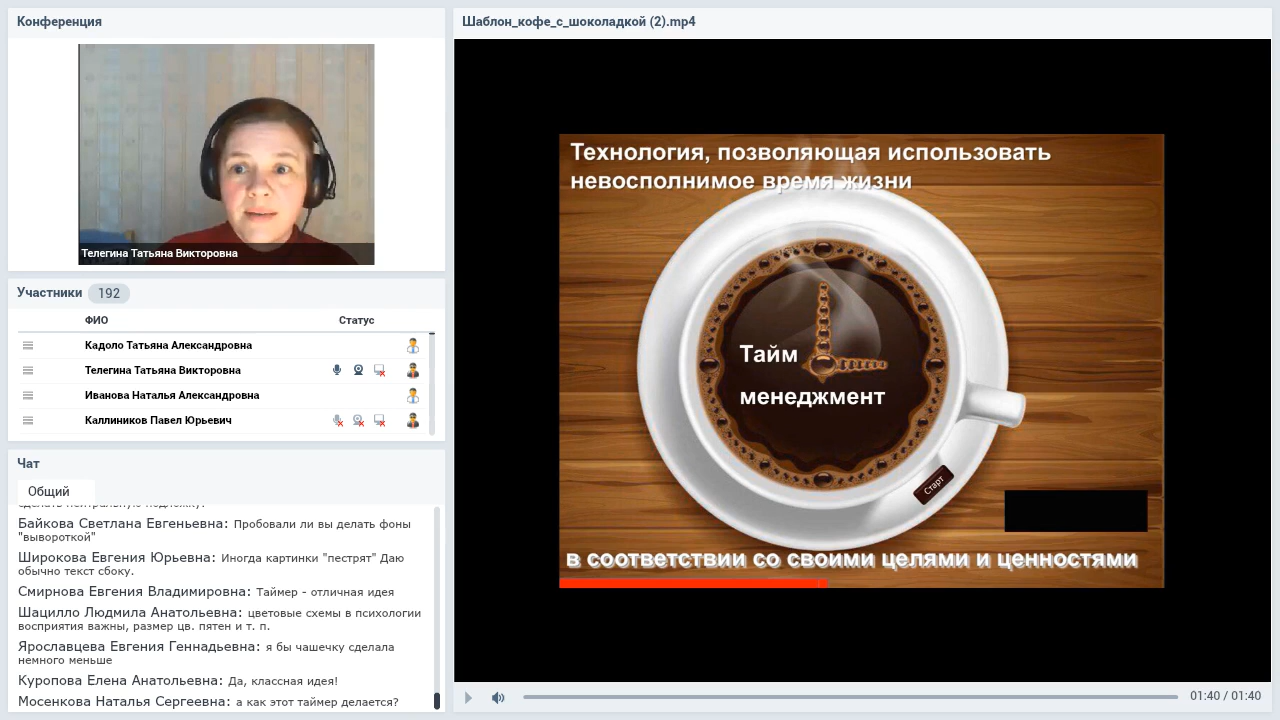 Конференция
Телегина Татьяна Викторовна
Участники 192
ФИО Статус
Кадоло Татьяна Александровна
Телегина Татьяна Викторовна
Иванова Наталья Александровна
Каллиников Павел Юрьевич
Чат
Общий
Байкова Светлана Евгеньевна: Пробовали ли вы делать фоны
"вывороткой"
Широкова Евгения Юрьевна: Иногда картинки "пестрят" Даю
обычно текст сбоку.
Смирнова Евгения Владимировна: Таймер - отличная идея
Шацилло Людмила Анатольевна: цветовые схемы в психологии
восприятия важны, размер цв. пятен и т. п.
Ярославцева Евгения Геннадьевна: я бы чашечку сделала
немного меньше
Куропова Елена Анатольевна: Да, классная идея!
Мосенкова Наталья Сергеевна: а как этот таймер делается?
Шаблон_кофе_с_шоколадкой (2).mp4
Технология, позволяющая использовать
невосполнимое время жизни
Тайм
менеджмент
Старт
в соответствии со своими целями и ценностями
01:40 / 01:40